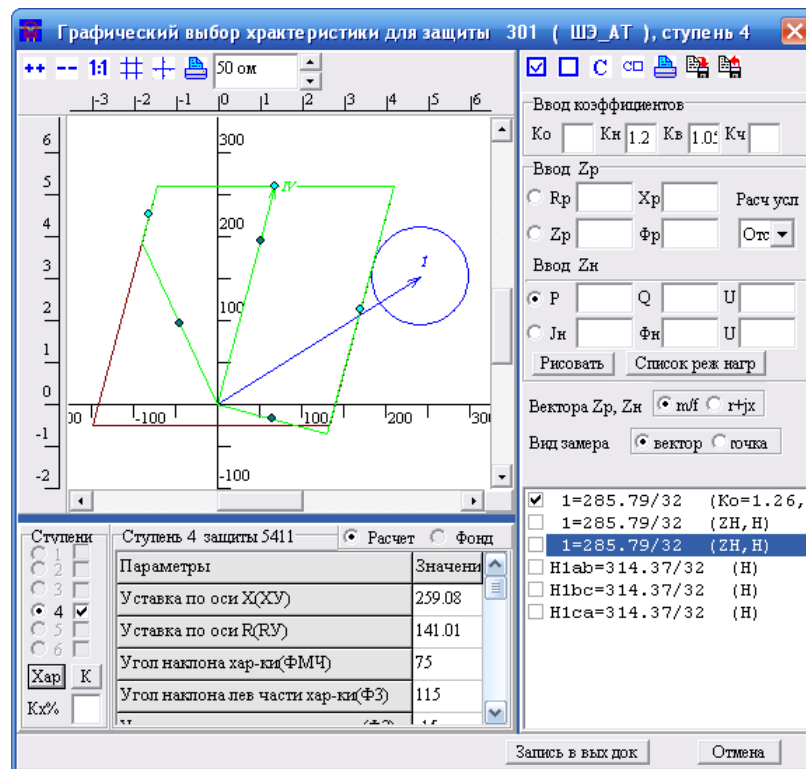 Графический выбор храктеристики для защиты 301 ( ШЭ_АТ ), ступень 4
++ -- 1:1 50 ом
-3 -2 -1 0 1 2 3 4 5 6
6
5
4
3
2
1
0
-1
-2
300
200
100
-100 100 200
-100
IV
1
C
Ввод коэффициентов
Ко Кн 1.2 Кв Кч
Ввод Zр
Rр Xр Расч усл
Zр Фр Отс
Ввод Zн
P Q U
Jн Фн U
Рисовать Список реж нагр
Вектора Zр, Zн m/f r+jx
Вид замера вектор точка
1=285.79/32 (Ко=1.26,
1=285.79/32 (ZH,H)
1=285.79/32 (ZH,H)
H1ab=314.37/32 (H)
H1bc=314.37/32 (H)
H1ca=314.37/32 (H)
Ступени
1
2
3
4
5
6
Хар К
Кх%
Ступень 4 защиты 5411 Расчет Фонд
Параметры Значени
Уставка по оси X(ХУ) 259.08
Уставка по оси R(RУ) 141.01
Угол наклона хар-ки(ФМЧ) 75
Угол наклона лев части хар-ки(Ф3) 115
Запись в вых док Отмена